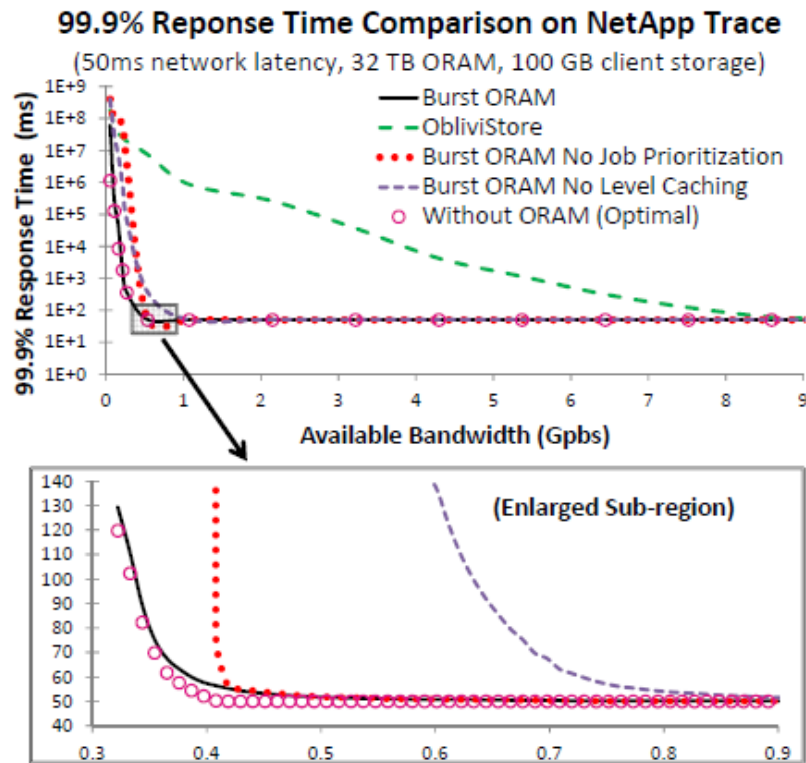 99.9% Reponse Time Comparison on NetApp Trace
(50ms network latency, 32 TB ORAM, 100 GB client storage)
99.9% Response Time (ms)
1E+9
1E+8
1E+7
1E+6
1E+5
1E+4
1E+3
1E+2
1E+1
1E+0
Burst ORAM
ObliviStore
Burst ORAM No Job Prioritization
Burst ORAM No Level Caching
Without ORAM (Optimal)
0 1 2 3 4 5 6 7 8 9
Available Bandwidth (Gpbs)
(Enlarged Sub-region)
140
130
120
110
100
90
80
70
60
50
40
0.3 0.4 0.5 0.6 0.7 0.8 0.9